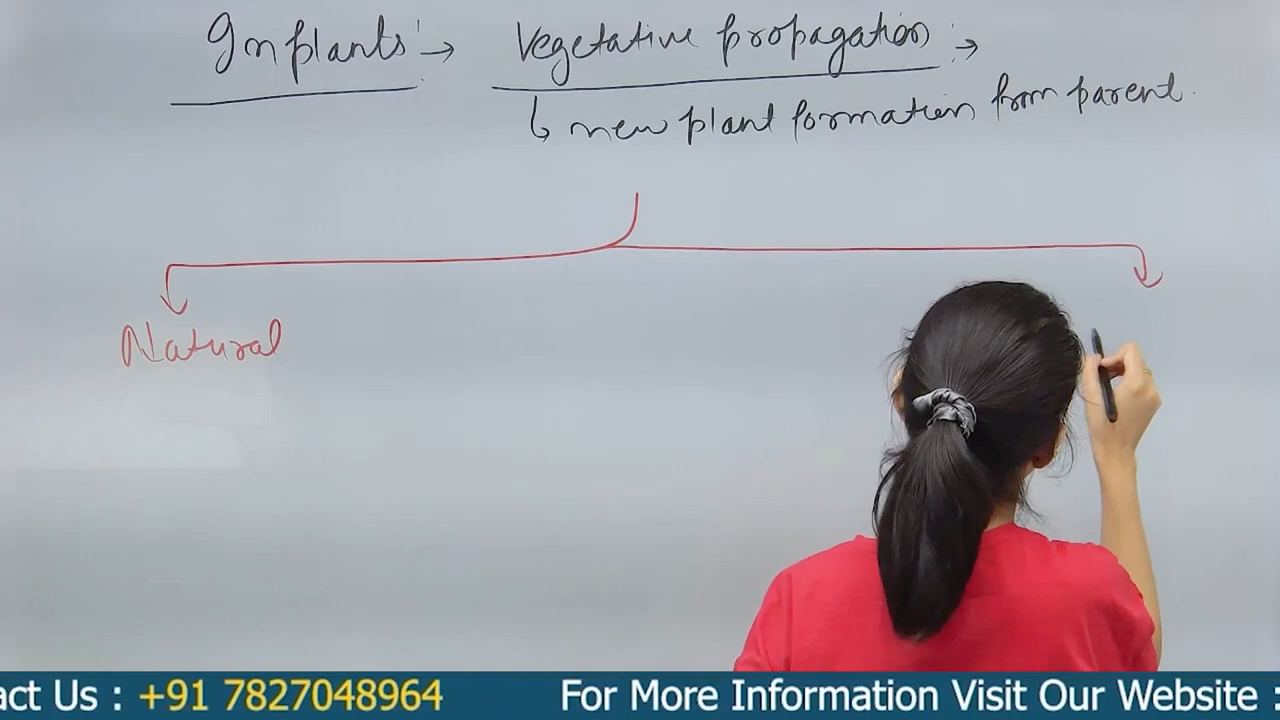 In plants → Vegetative propagation : →
↳ new plant formation from parent.
Natural
act Us : +91 7827048964 For More Information Visit Our Website :